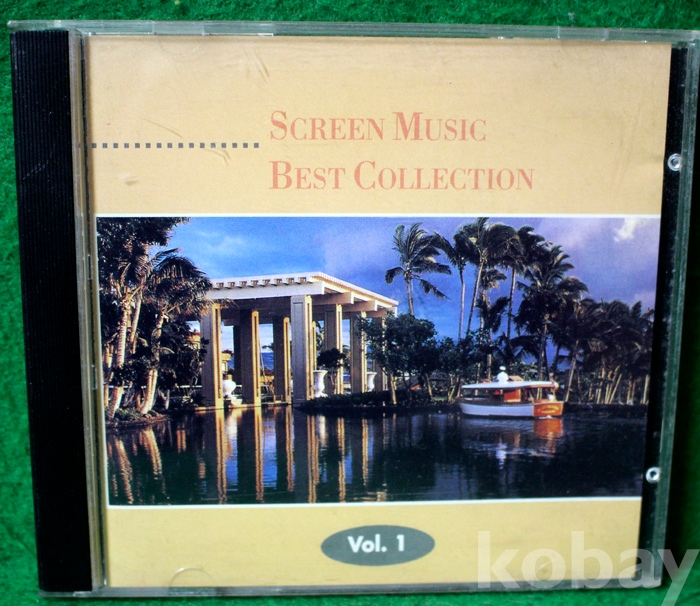 SCREEN MUSIC
BEST COLLECTION
Vol. 1
kobay